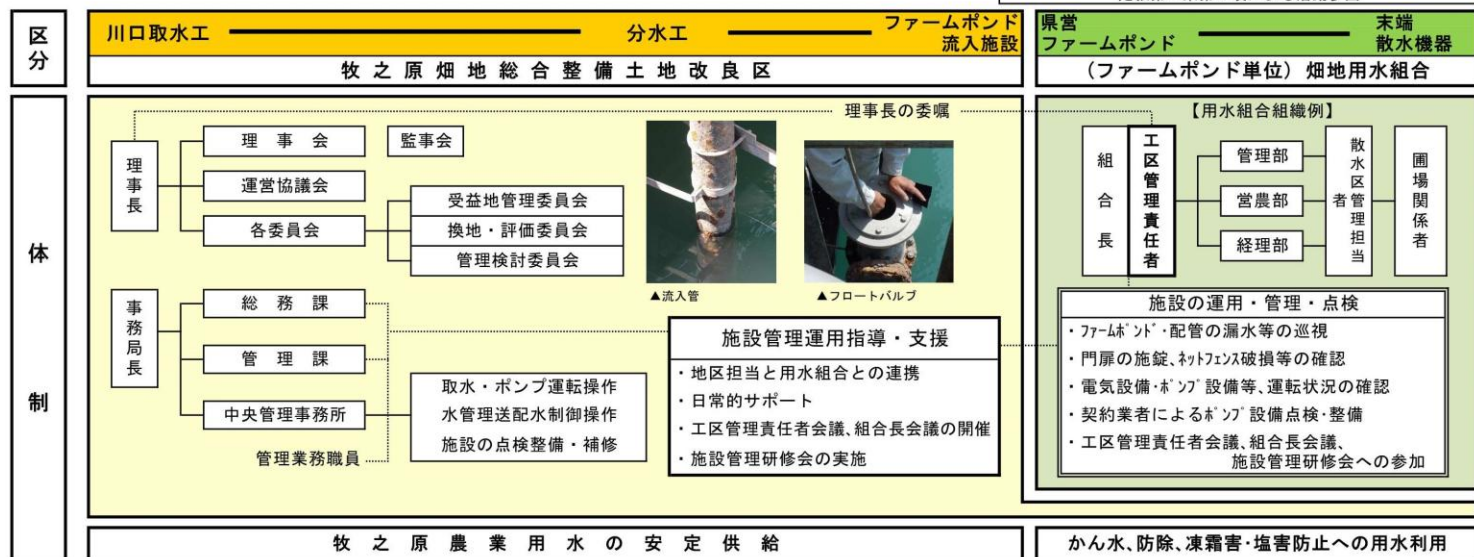 区分
川口取水工
分水工
ファームポンド
流入施設
県営
ファームポンド
末端
散水機器
牧之原畑地総合整備土地改良区
(ファームポンド単位) 畑地用水組合
体制
理事長の委嘱
理事長
理事会
監事会
運営協議会
各委員会
受益地管理委員会
換地・評価委員会
管理検討委員会
▲流入管
▲フロートバルブ
事務局長
総務課
管理課
中央管理事務所
管理業務職員
取水・ポンプ運転操作
水管理送配水制御操作
施設の点検整備・補修
施設管理運用指導・支援
・地区担当と用水組合との連携
・日常的サポート
・工区管理責任者会議、組合長会議の開催
・施設管理研修会の実施
【用水組合組織例】
組合長
工区管理責任者
管理部
営農部
経理部
散水区管理担当者
圃場関係者
施設の運用・管理・点検
・ファームポンド・配管の漏水等の巡視
・門扉の施錠、ネットフェンス破損等の確認
・電気設備・ポンプ設備等、運転状況の確認
・契約業者によるポンプ設備点検・整備
・工区管理責任者会議、組合長会議、
施設管理研修会への参加
牧之原農業用水の安定供給
かん水、防除、凍霜害・塩害防止への用水利用